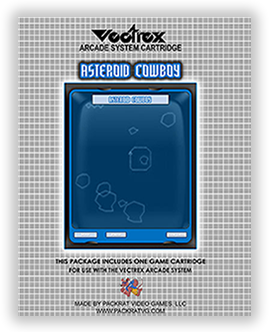 Vectrex
ARCADE SYSTEM CARTRIDGE
ASTEROID COWBOY
ASTEROID COWBOY
THIS PACKAGE INCLUDES ONE GAME CARTRIDGE
FOR USE WITH THE VECTREX ARCADE SYSTEM
MADE BY PACKRAT VIDEO GAMES, LLC
WWW.PACKRATVG.COM